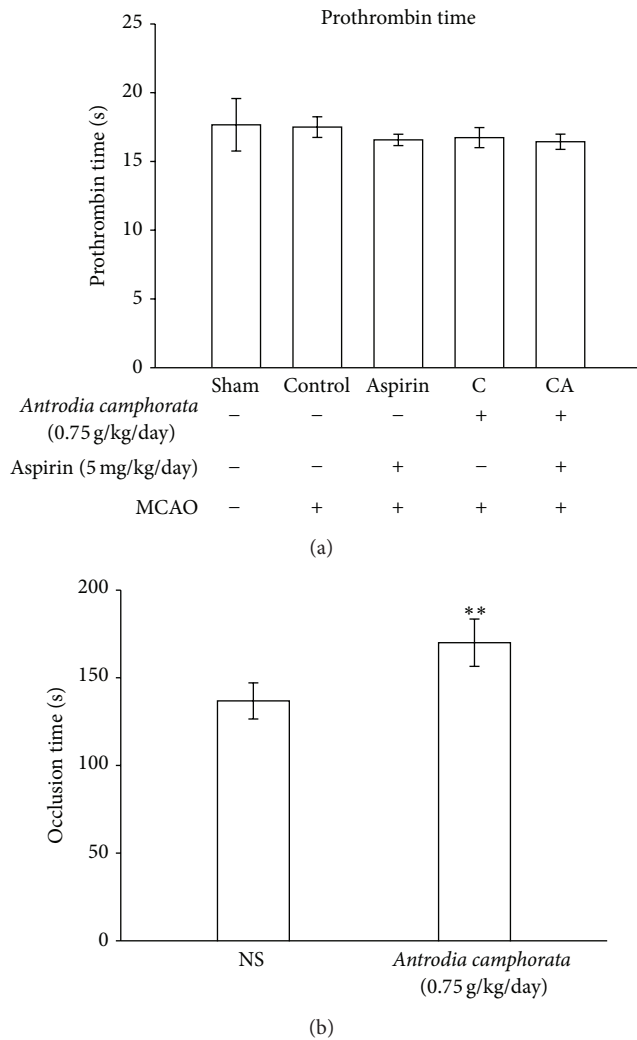 Prothrombin time
Prothrombin time (s)
25
20
15
10
5
0
Sham Control Aspirin C CA
Antrodia camphorata
(0.75 g/kg/day) − − − + +
Aspirin (5 mg/kg/day) − − + − +
MCAO − + + + +
(a)
Occlusion time (s)
200
150
100
50
0
**
NS Antrodia camphorata
(0.75 g/kg/day)
(b)